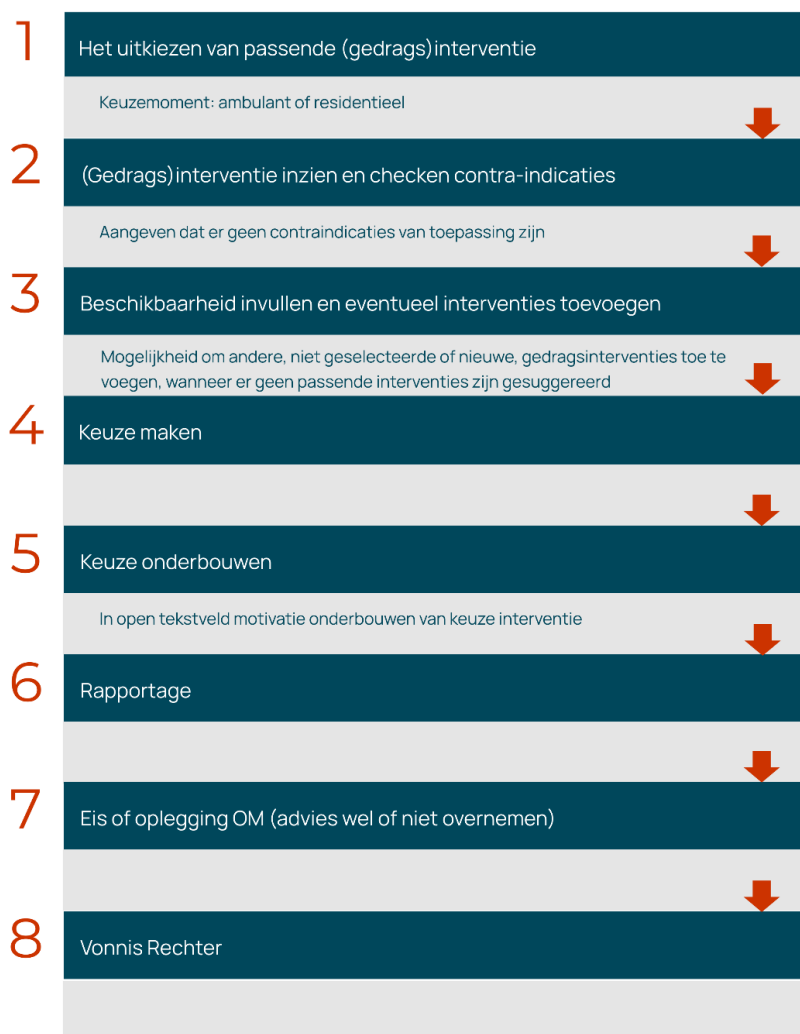 1
Het uitkiezen van passende (gedrags)interventie
Keuzemoment: ambulant of residentieel
2
(Gedrags)interventie inzien en checken contra-indicaties
Aangeven dat er geen contraindicaties van toepassing zijn
3
Beschikbaarheid invullen en eventueel interventies toevoegen
Mogelijkheid om andere, niet geselecteerde of nieuwe, gedragsinterventies toe te
voegen, wanneer er geen passende interventies zijn gesuggereerd
4
Keuze maken
5
Keuze onderbouwen
In open tekstveld motivatie onderbouwen van keuze interventie
6
Rapportage
7
Eis of oplegging OM (advies wel of niet overnemen)
8
Vonnis Rechter